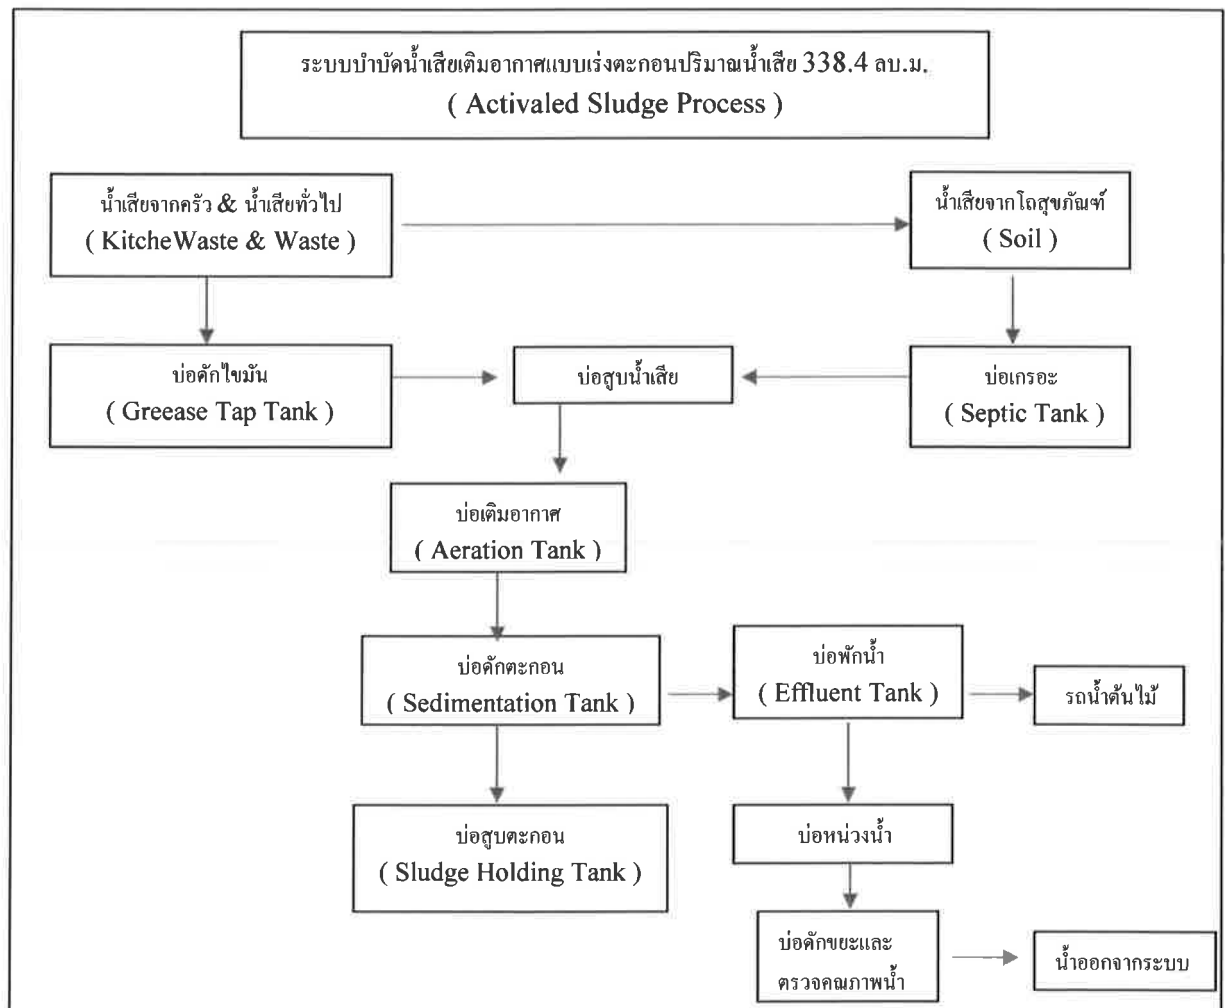 ระบบบำบัดน้ำเสียเติมอากาศแบบเร่งตะกอนปริมาณน้ำเสีย 338.4 ลบ.ม.
( Activaled Sludge Process )
น้ำเสียจากครัว & น้ำเสียทั่วไป
( KitcheWaste & Waste )
น้ำเสียจากโถสุขภัณฑ์
( Soil )
บ่อดักไขมัน
( Greease Tap Tank )
บ่อสูบน้ำเสีย
บ่อเกรอะ
( Septic Tank )
บ่อเติมอากาศ
( Aeration Tank )
บ่อดักตะกอน
( Sedimentation Tank )
บ่อพักน้ำ
( Effluent Tank )
รถน้ำต้นไม้
บ่อสูบตะกอน
( Sludge Holding Tank )
บ่อหน่วงน้ำ
บ่อดักขยะและ
ตรวจคณภาพน้ำ
น้ำออกจากระบบ